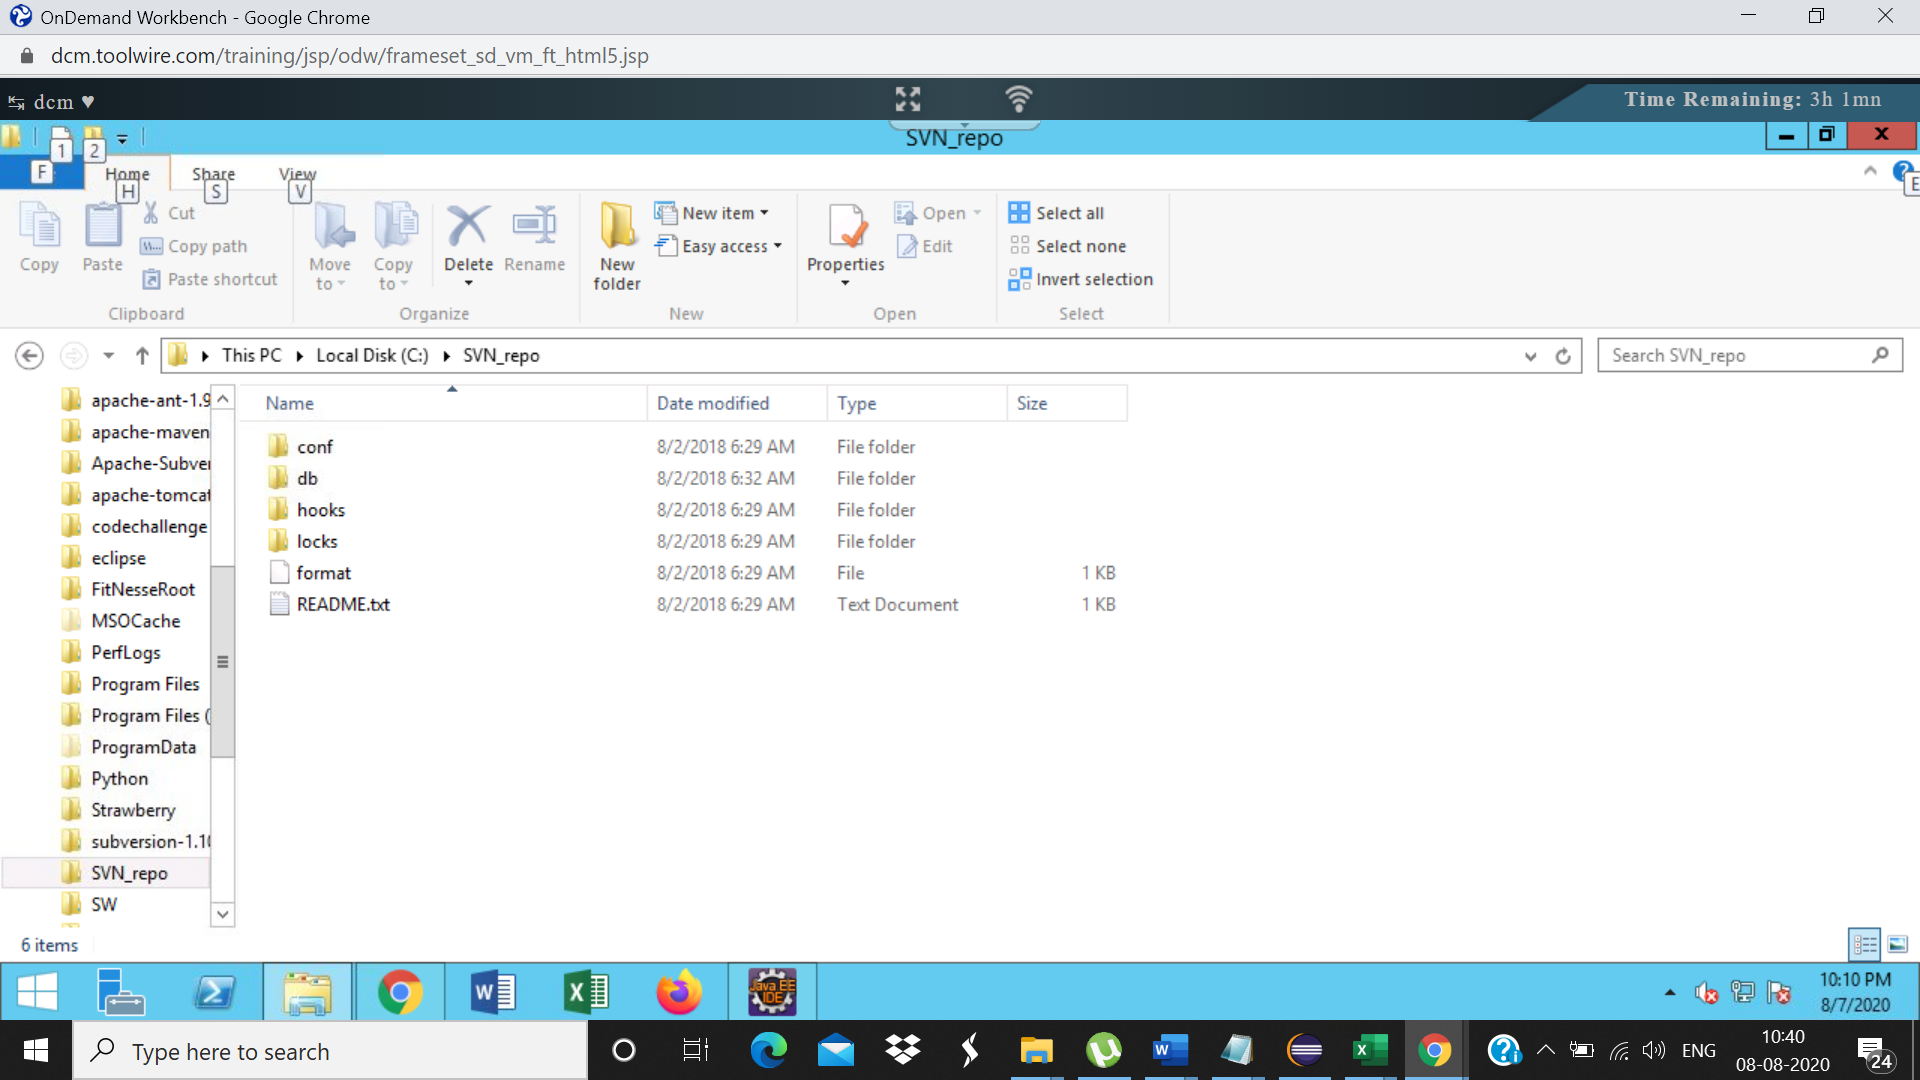 OnDemand Workbench - Google Chrome
dcm.toolwire.com/training/jsp/odw/frameset_sd_vm_ft_html5.jsp
dcm ♥
Time Remaining: 3h 1mn
1 2
SVN_repo
F
Home Share View
H S V
E
Copy
Paste
Cut
Copy path
Paste shortcut
Clipboard
Move to
Copy to
Delete
Rename
Organize
New folder
New item
Easy access
New
Properties
Open
Edit
Open
Select all
Select none
Invert selection
Select
This PC Local Disk (C:) SVN_repo
Search SVN_repo
apache-ant-1.9
apache-maven
Apache-Subver
apache-tomcat
codechallenge
eclipse
FitNesseRoot
MSOCache
PerfLogs
Program Files
Program Files (
ProgramData
Python
Strawberry
subversion-1.10
SVN_repo
SW
Name Date modified Type Size
conf 8/2/2018 6:29 AM File folder
db 8/2/2018 6:32 AM File folder
hooks 8/2/2018 6:29 AM File folder
locks 8/2/2018 6:29 AM File folder
format 8/2/2018 6:29 AM File 1 KB
README.txt 8/2/2018 6:29 AM Text Document 1 KB
6 items
Java EE
IDE
10:10 PM
8/7/2020
Type here to search
ENG
10:40
08-08-2020
24